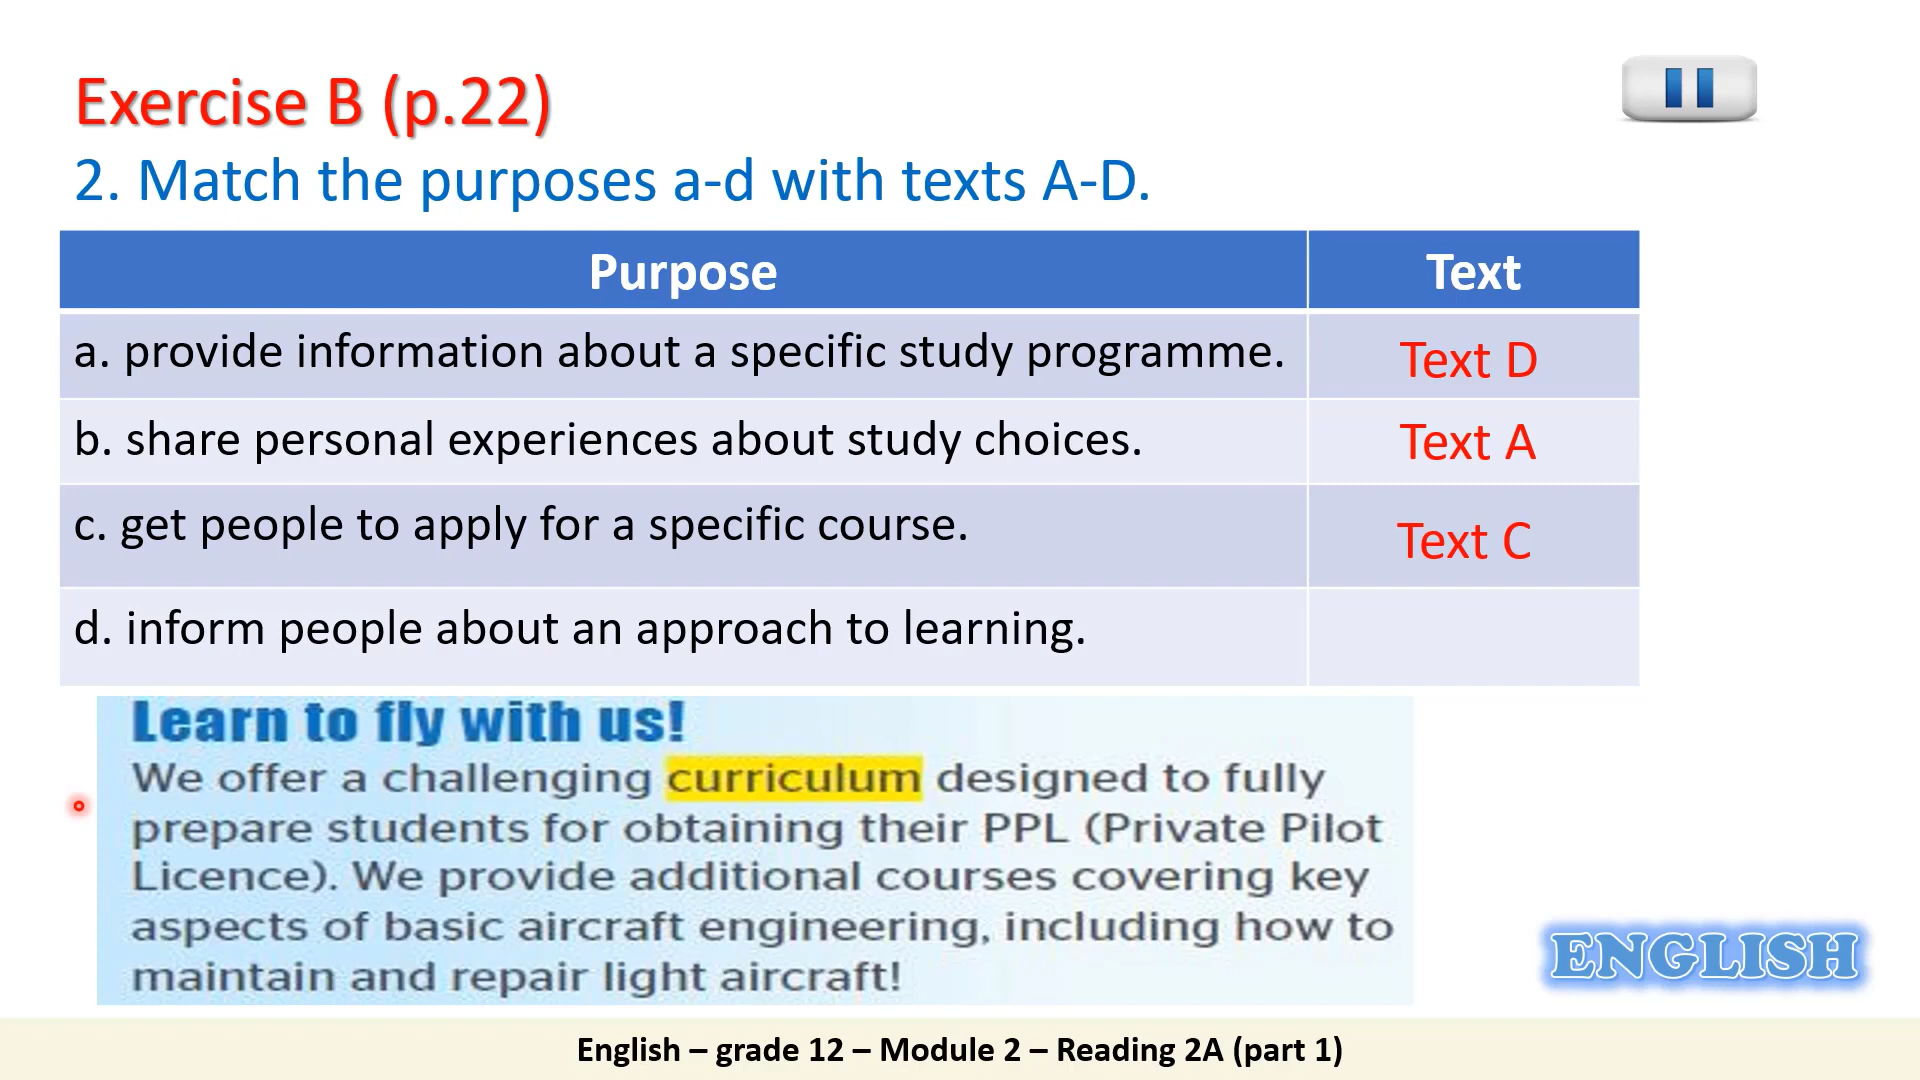 Exercise B (p.22)
2. Match the purposes a-d with texts A-D.
Purpose Text
a. provide information about a specific study programme. Text D
b. share personal experiences about study choices. Text A
c. get people to apply for a specific course. Text C
d. inform people about an approach to learning.
Learn to fly with us!
We offer a challenging curriculum designed to fully
prepare students for obtaining their PPL (Private Pilot
Licence). We provide additional courses covering key
aspects of basic aircraft engineering, including how to
maintain and repair light aircraft!
ENGLISH
English – grade 12 – Module 2 – Reading 2A (part 1)